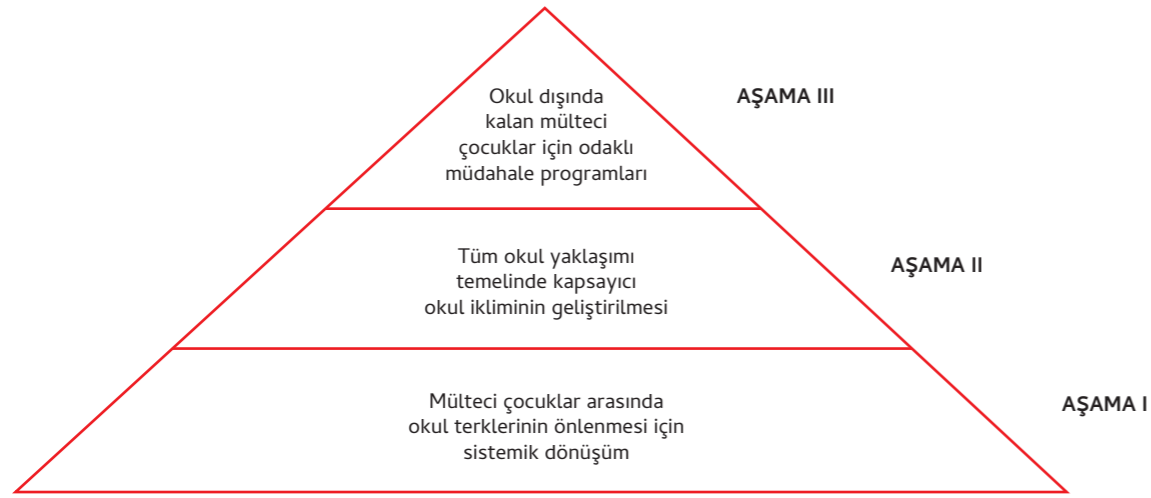 Okul dışında
kalan mülteci
çocuklar için odaklı
müdahale programları
AŞAMA III
Tüm okul yaklaşımı
temelinde kapsayıcı
okul ikliminin geliştirilmesi
AŞAMA II
Mülteci çocuklar arasında
okul terklerinin önlenmesi için
sistemik dönüşüm
AŞAMA I